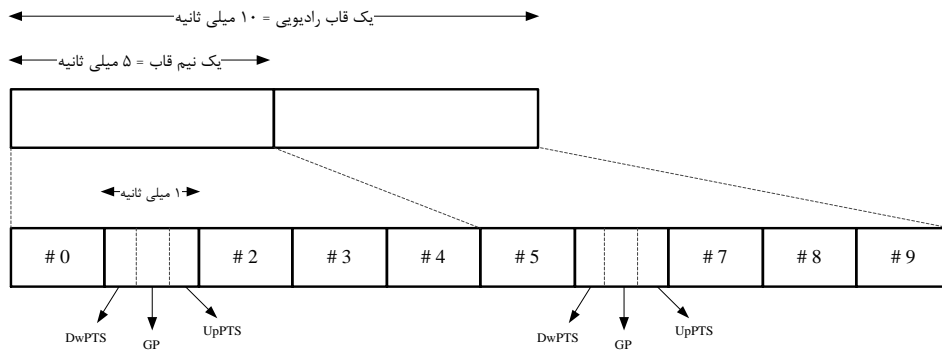 یک قاب رادیویی = ۱۰ میلی ثانیه
یک نیم قاب = ۵ میلی ثانیه
۱ میلی ثانیه
# 0 # 2 # 3 # 4 # 5 # 7 # 8 # 9
DwPTS GP UpPTS DwPTS GP UpPTS